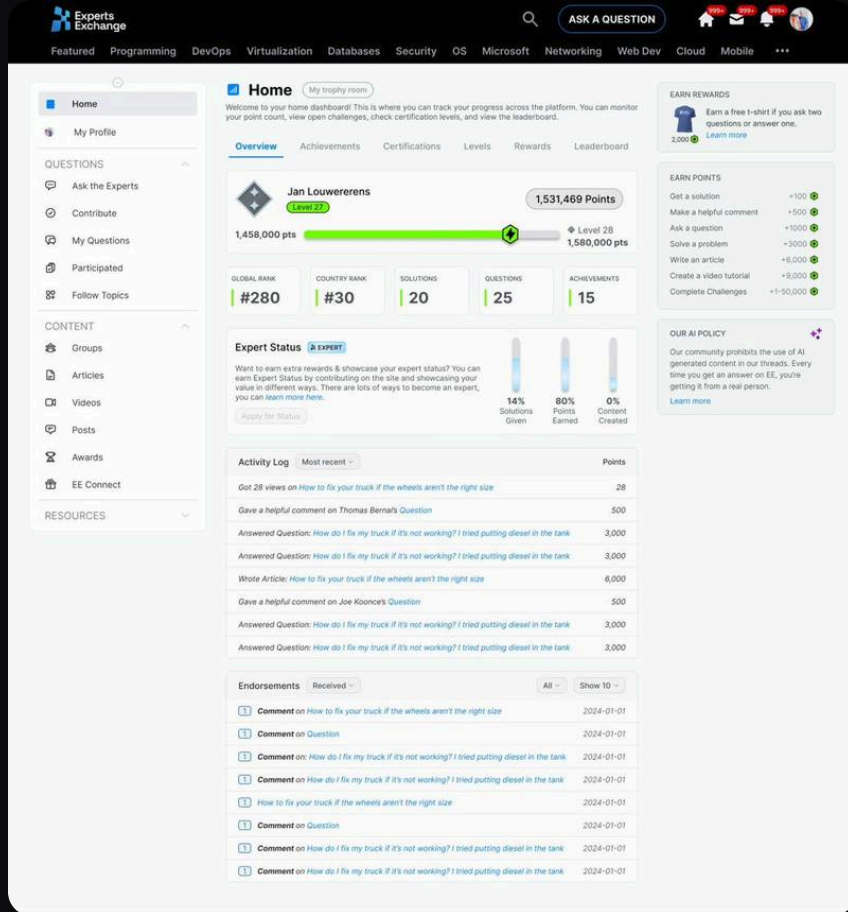 Experts
Exchange
ASK A QUESTION
999+
999+
999+
Featured Programming DevOps Virtualization Databases Security OS Microsoft Networking Web Dev Cloud Mobile •••
Home
My Profile
QUESTIONS
Ask the Experts
Contribute
My Questions
Participated
Follow Topics
CONTENT
Groups
Articles
Videos
Posts
Awards
EE Connect
RESOURCES
Home My trophy room
Welcome to your home dashboard! This is where you can track your progress across the platform. You can monitor
your point count, view open challenges, check certification levels, and view the leaderboard.
Overview Achievements Certifications Levels Rewards Leaderboard
Jan Louwererens
Level 27
1,531,469 Points
1,458,000 pts
Level 28
1,580,000 pts
GLOBAL RANK
#280
COUNTRY RANK
#30
SOLUTIONS
20
QUESTIONS
25
ACHIEVEMENTS
15
Expert Status EXPERT
Want to earn extra rewards & showcase your expert status? You can
earn Expert Status by contributing on the site and showcasing your
value in different ways. There are lots of ways to become an expert,
you can learn more here.
Apply for Status
14%
Solutions
Given
80%
Points
Earned
0%
Content
Created
Activity Log Most recent Points
Got 28 views on How to fix your truck if the wheels aren't the right size 28
Gave a helpful comment on Thomas Bernal's Question 500
Answered Question: How do I fix my truck if it's not working? I tried putting diesel in the tank 3,000
Answered Question: How do I fix my truck if it's not working? I tried putting diesel in the tank 3,000
Wrote Article: How to fix your truck if the wheels aren't the right size 6,000
Gave a helpful comment on Joe Koonce's Question 500
Answered Question: How do I fix my truck if it's not working? I tried putting diesel in the tank 3,000
Answered Question: How do I fix my truck if it's not working? I tried putting diesel in the tank 3,000
Endorsements Received All Show 10
1 Comment on How to fix your truck if the wheels aren't the right size 2024-01-01
1 Comment on Question 2024-01-01
1 Comment on: How do I fix my truck if it's not working? I tried putting diesel in the tank 2024-01-01
1 Comment on How do I fix my truck if it's not working? I tried putting diesel in the tank 2024-01-01
1 How to fix your truck if the wheels aren't the right size 2024-01-01
1 Comment on Question 2024-01-01
1 Comment on How do I fix my truck if it's not working? I tried putting diesel in the tank 2024-01-01
1 Comment on How do I fix my truck if it's not working? I tried putting diesel in the tank 2024-01-01
EARN REWARDS
2,000
Earn a free t-shirt if you ask two
questions or answer one.
Learn more
EARN POINTS
Get a solution +100
Make a helpful comment +500
Ask a question +1000
Solve a problem +3000
Write an article +6,000
Create a video tutorial +9,000
Complete Challenges +1-50,000
OUR AI POLICY
Our community prohibits the use of AI
generated content in our threads. Every
time you get an answer on EE, you're
getting it from a real person.
Learn more